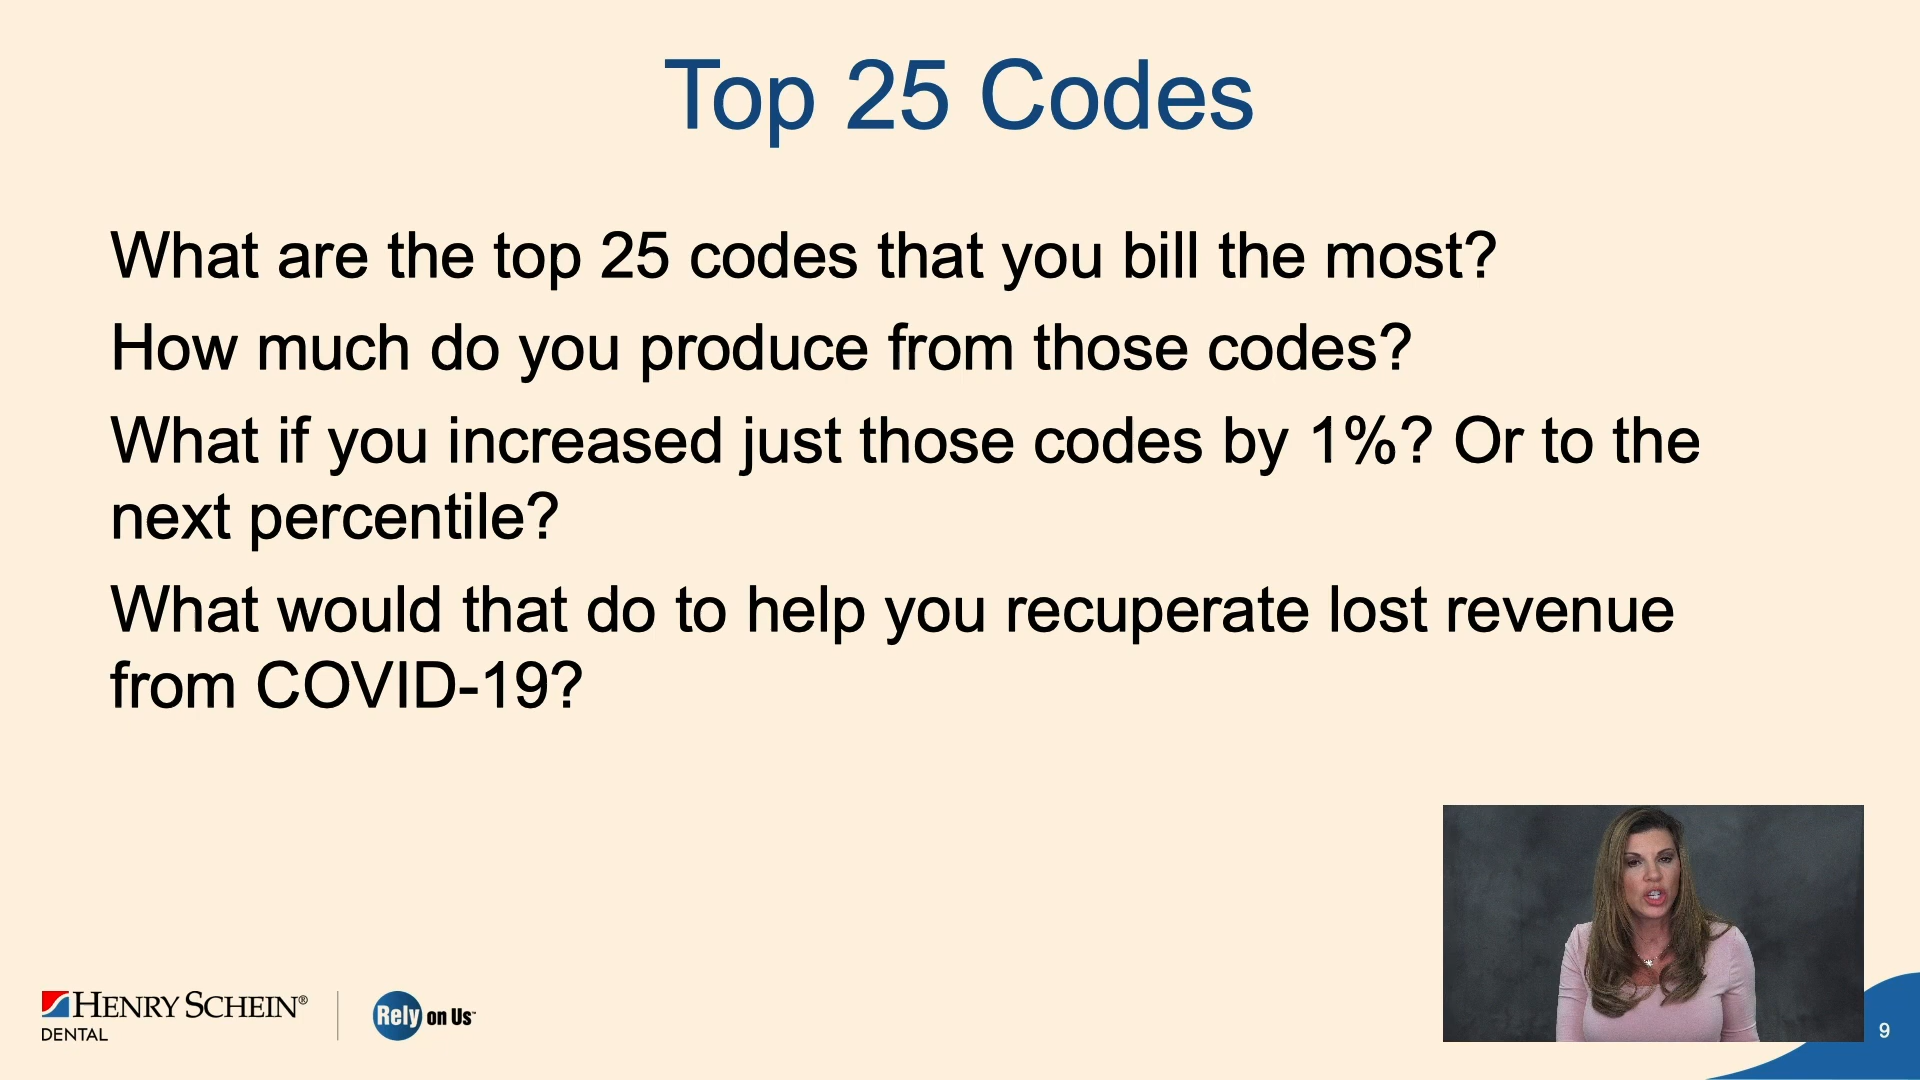 Top 25 Codes
What are the top 25 codes that you bill the most?
How much do you produce from those codes?
What if you increased just those codes by 1%? Or to the
next percentile?
What would that do to help you recuperate lost revenue
from COVID-19?
HENRY SCHEIN®
DENTAL
Rely on Us™
9